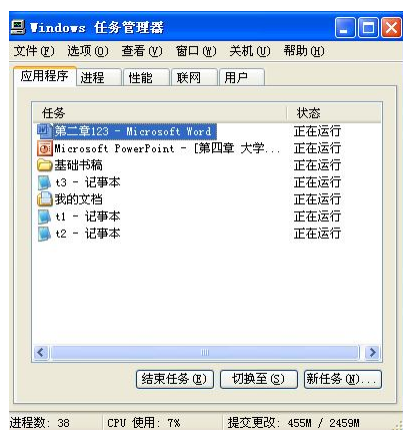 Windows 任务管理器
文件(F) 选项(O) 查看(V) 窗口(W) 关机(U) 帮助(H)
应用程序 进程 性能 联网 用户
任务 状态
第二章123 - Microsoft Word 正在运行
Microsoft PowerPoint - [第四章 大学... 正在运行
基础书稿 正在运行
t3 - 记事本 正在运行
我的文档 正在运行
t1 - 记事本 正在运行
t2 - 记事本 正在运行
结束任务(E) 切换至(S) 新任务(N)...
进程数: 38 CPU 使用: 7% 提交更改: 455M / 2459M